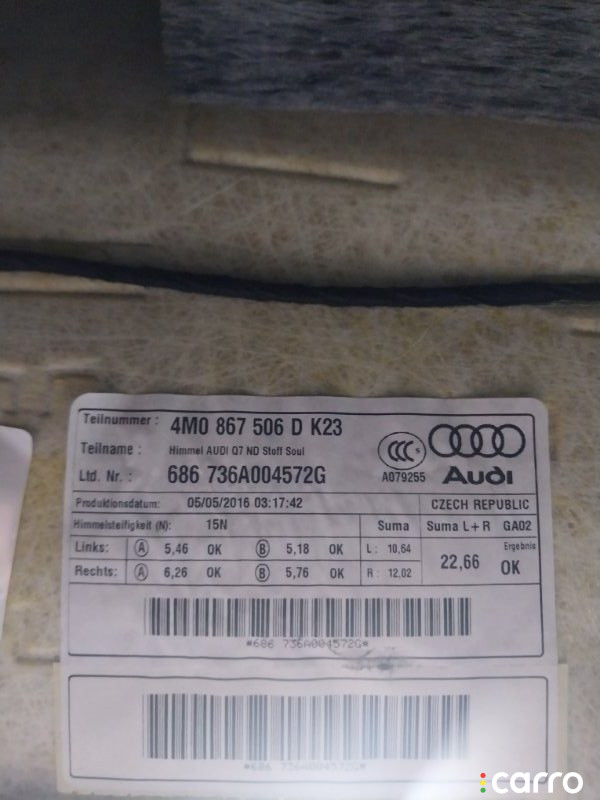 Teilnummer: 4M0 867 506 D K23
Teilname: Himmel AUDI Q7 ND Stoff Soul
Ltd. Nr.: 686 736A004572G
CCC
A079255
Audi
Produktionsdatum: 05/05/2016 03:17:42 CZECH REPUBLIC
Himmelsteifigkeit (N): 15N Suma Suma L+R GA02
Links: A 5,46 OK B 5,18 OK L: 10,64 22,66 Ergebnis
Rechts: A 6,26 OK B 5,76 OK R: 12,02 OK
*686 736A004572G*
*686 736A004572G*
carro